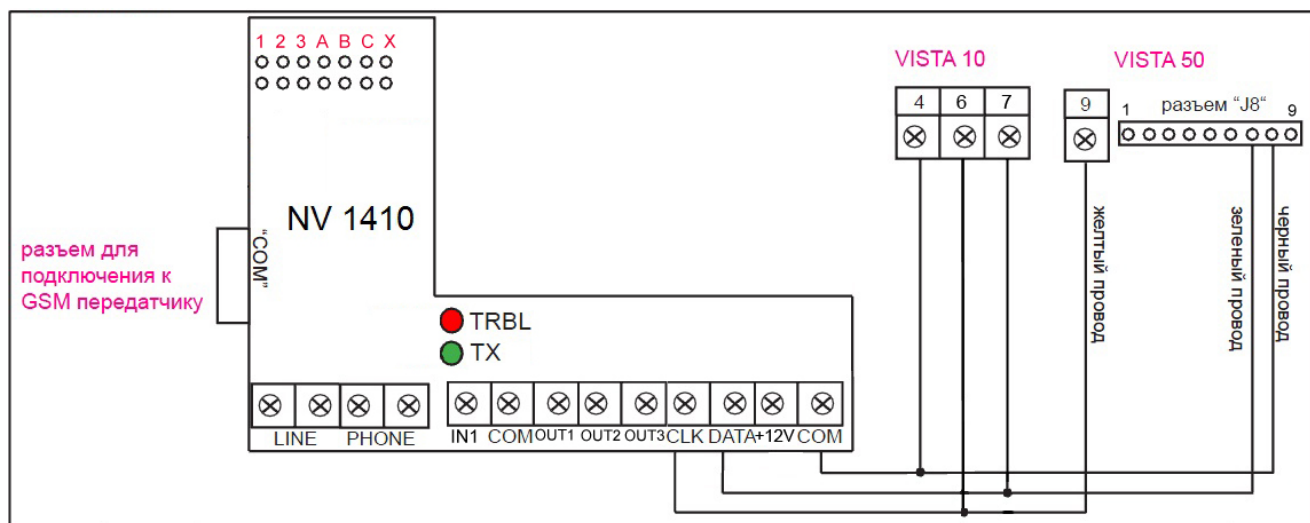 1 2 3 A B C X
NV 1410
"COM"
разъем для
подключения к
GSM передатчику
TRBL
TX
LINE PHONE
IN1 COM OUT1 OUT2 OUT3 CLK DATA +12V COM
VISTA 10
4 6 7
9
VISTA 50
1 разъем "J8" 9
желтый провод
зеленый провод
черный провод